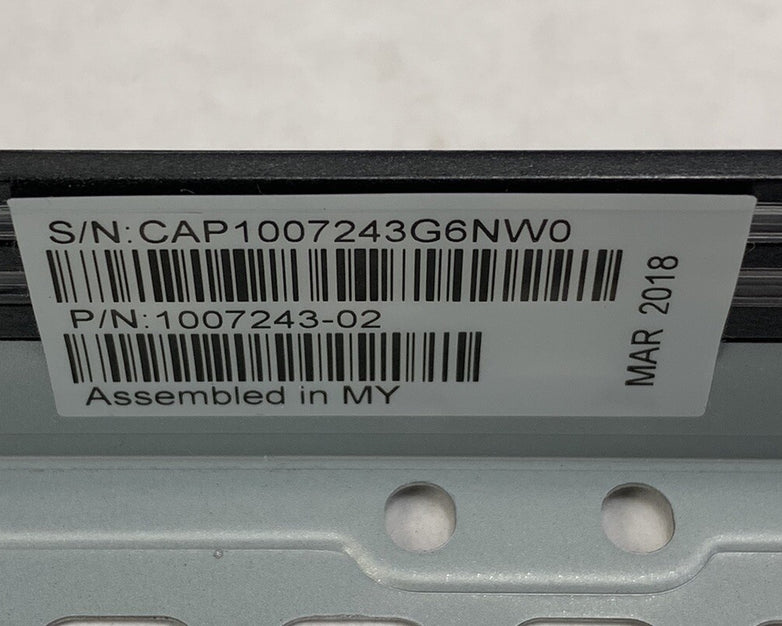 S/N:CAP1007243G6NW0
P/N:1007243-02
Assembled in MY
MAR 2018